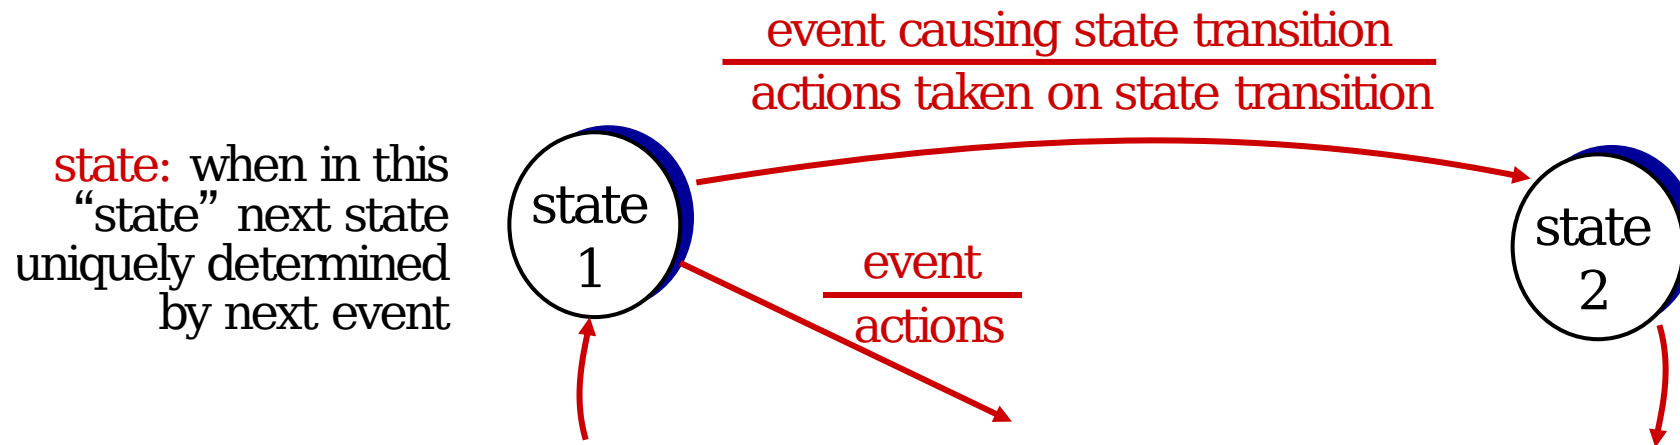 event causing state transition
actions taken on state transition
state: when in this
“state” next state
uniquely determined
by next event
state
1
event
actions
state
2